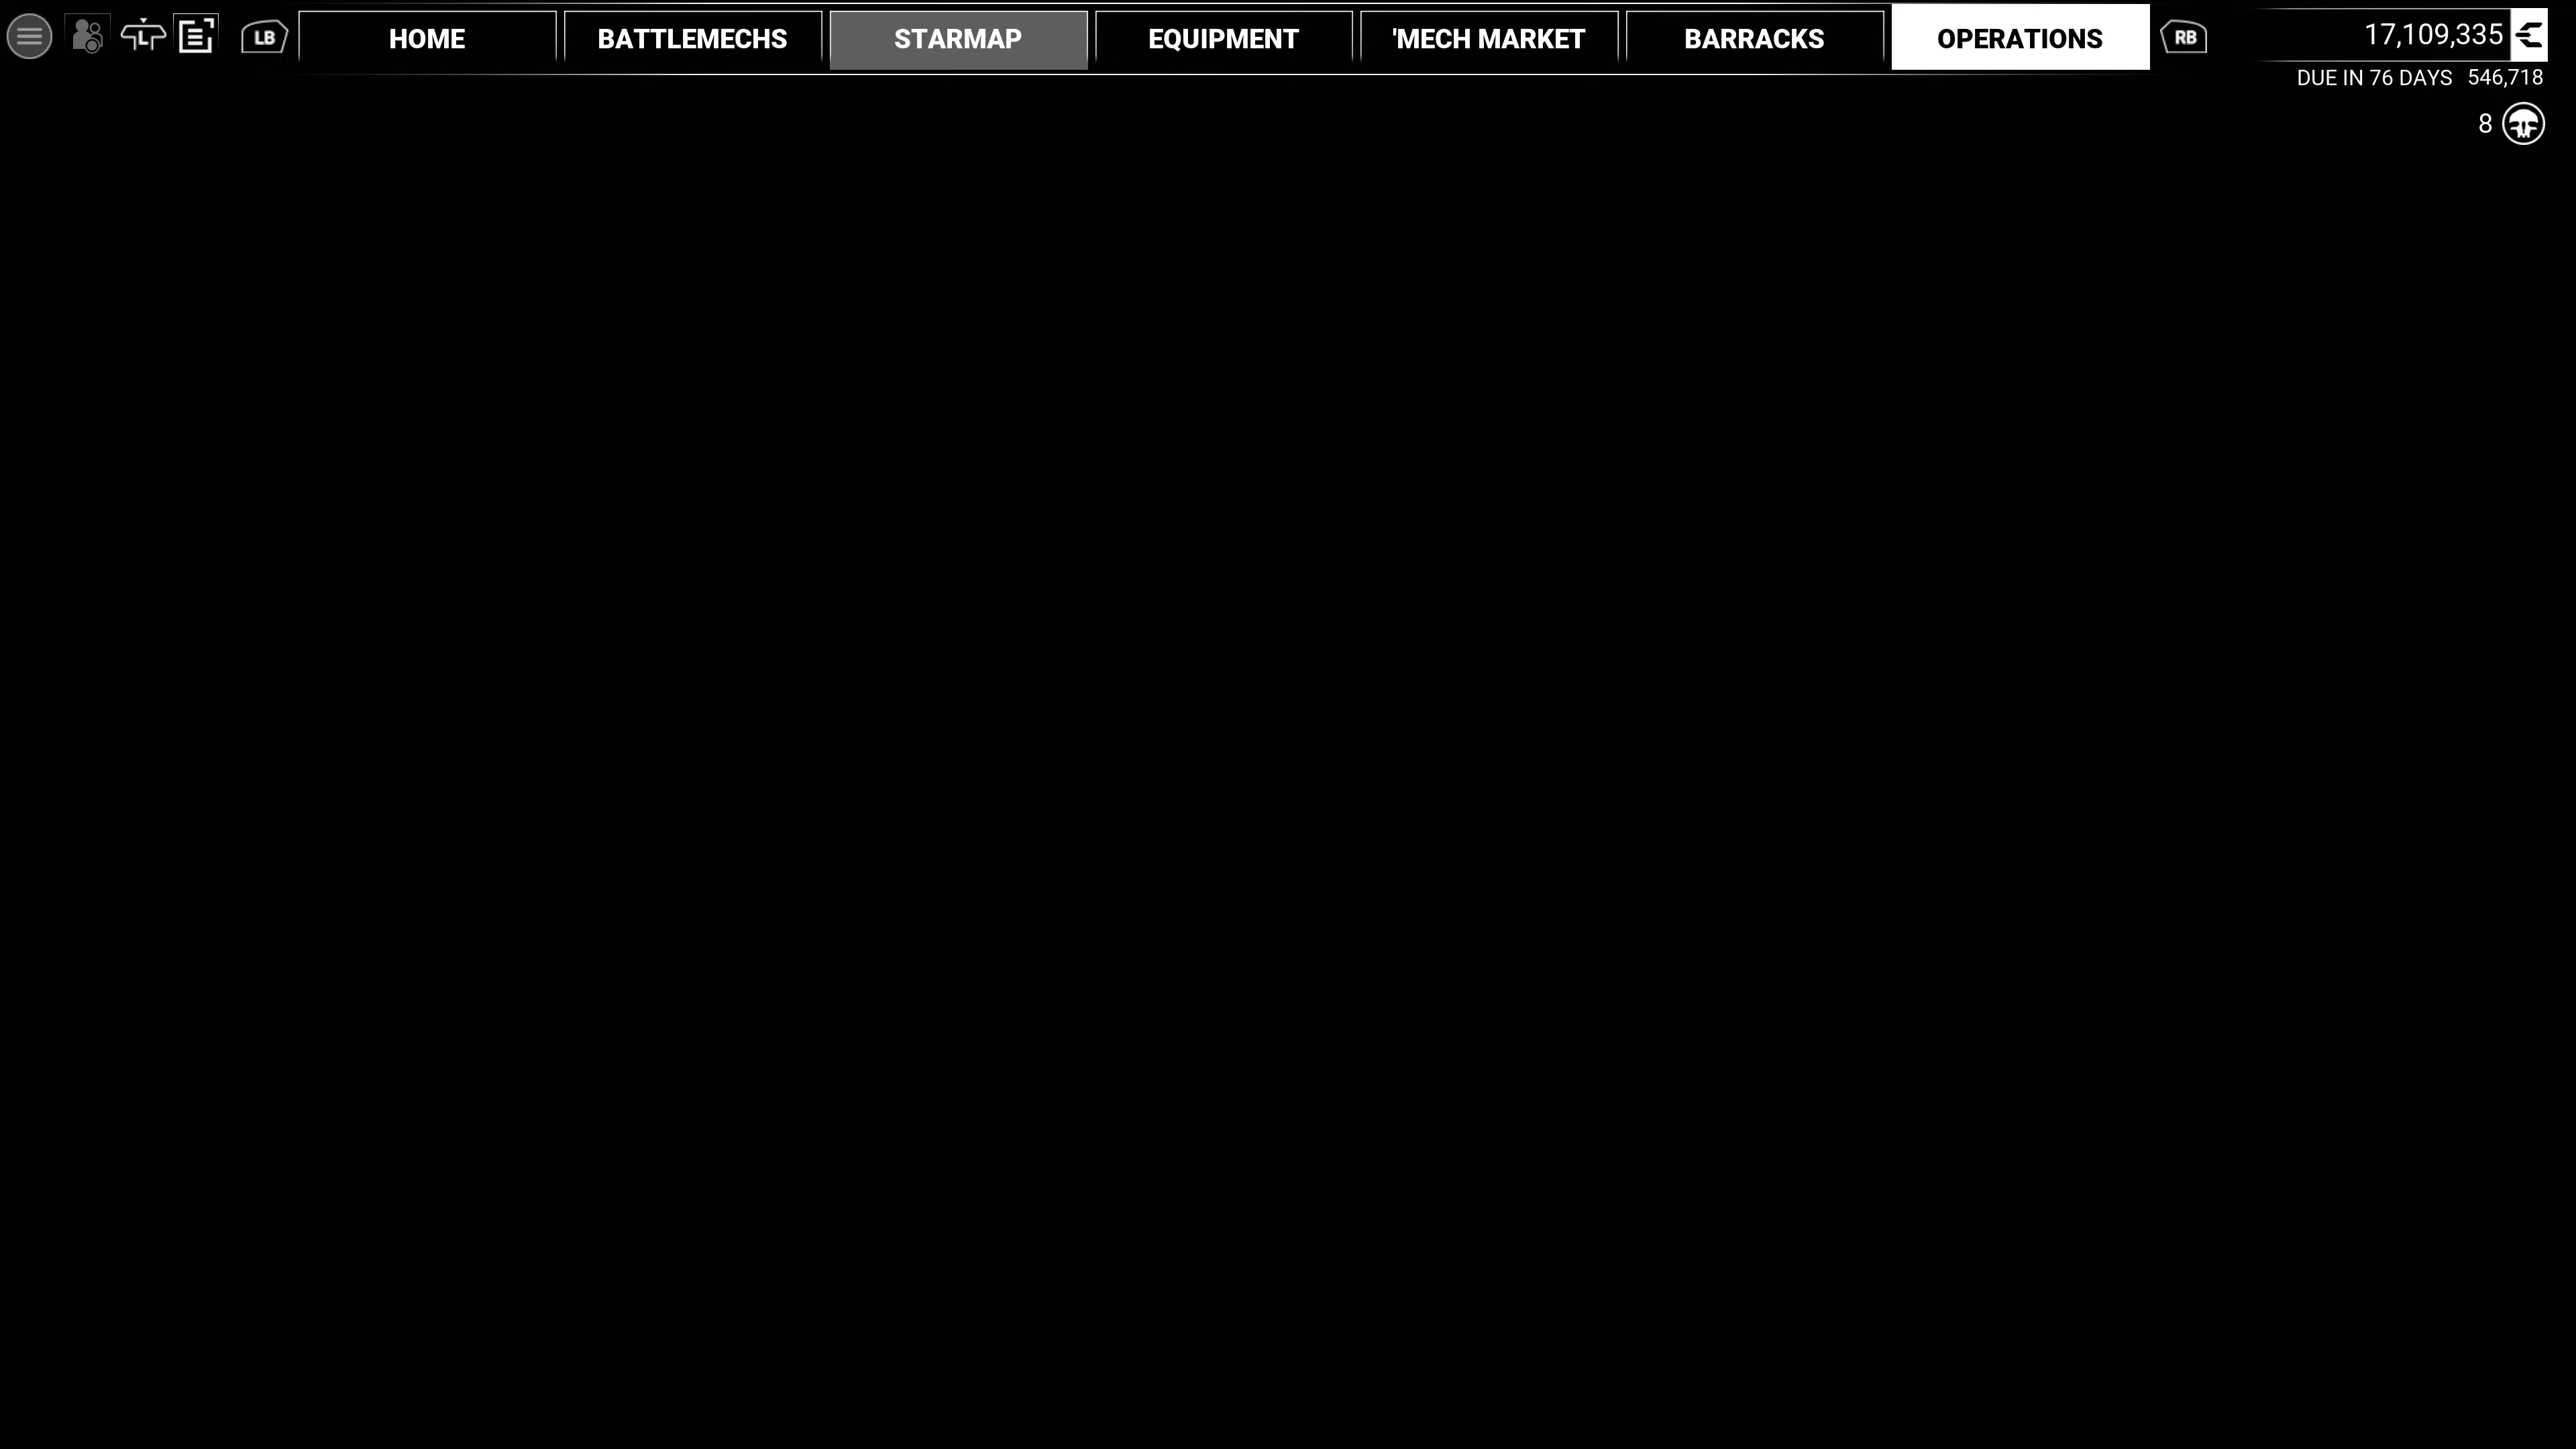 LB
HOME
BATTLEMECHS
STARMAP
EQUIPMENT
'MECH MARKET
BARRACKS
OPERATIONS
RB
17,109,335
DUE IN 76 DAYS 546,718
8
L